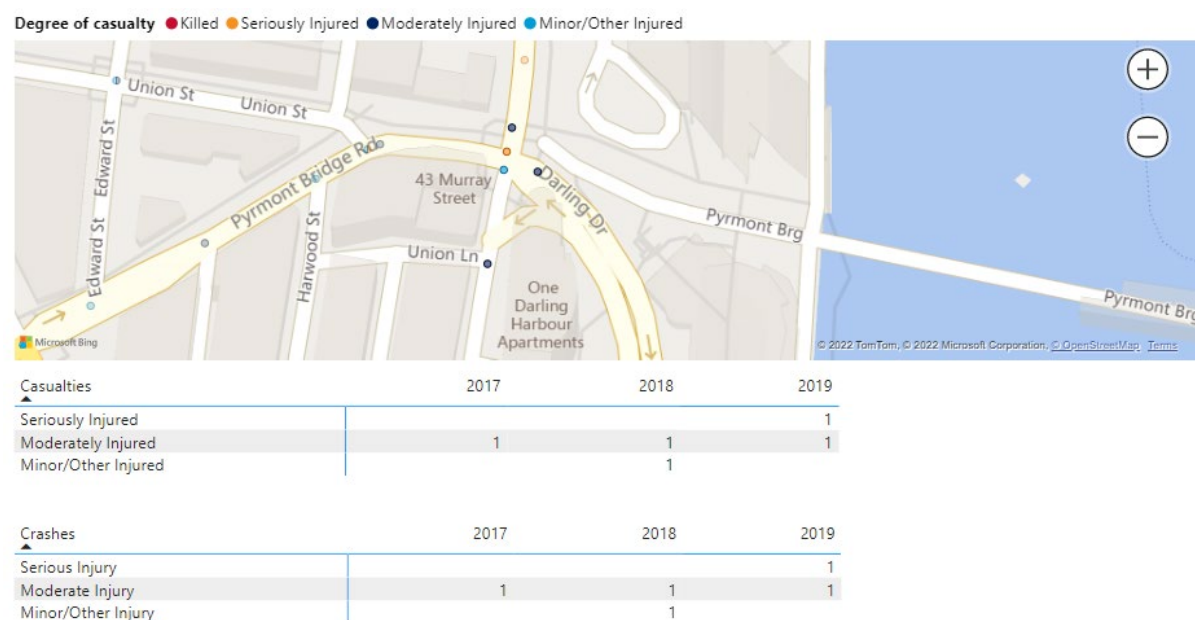 Degree of casualty Killed Seriously Injured Moderately Injured Minor/Other Injured
Union St
Union St
Edward St
Edward St
Pyrmont Bridge Rd
Harwood St
43 Murray
Street
Darling Dr
Union Ln
One
Darling
Harbour
Apartments
Pyrmont Brg
Pyrmont Brg
Microsoft Bing
© 2022 TomTom, © 2022 Microsoft Corporation, © OpenStreetMap Terms
Casualties 2017 2018 2019
Seriously Injured 1
Moderately Injured 1 1 1
Minor/Other Injured 1
Crashes 2017 2018 2019
Serious Injury 1
Moderate Injury 1 1 1
Minor/Other Injury 1